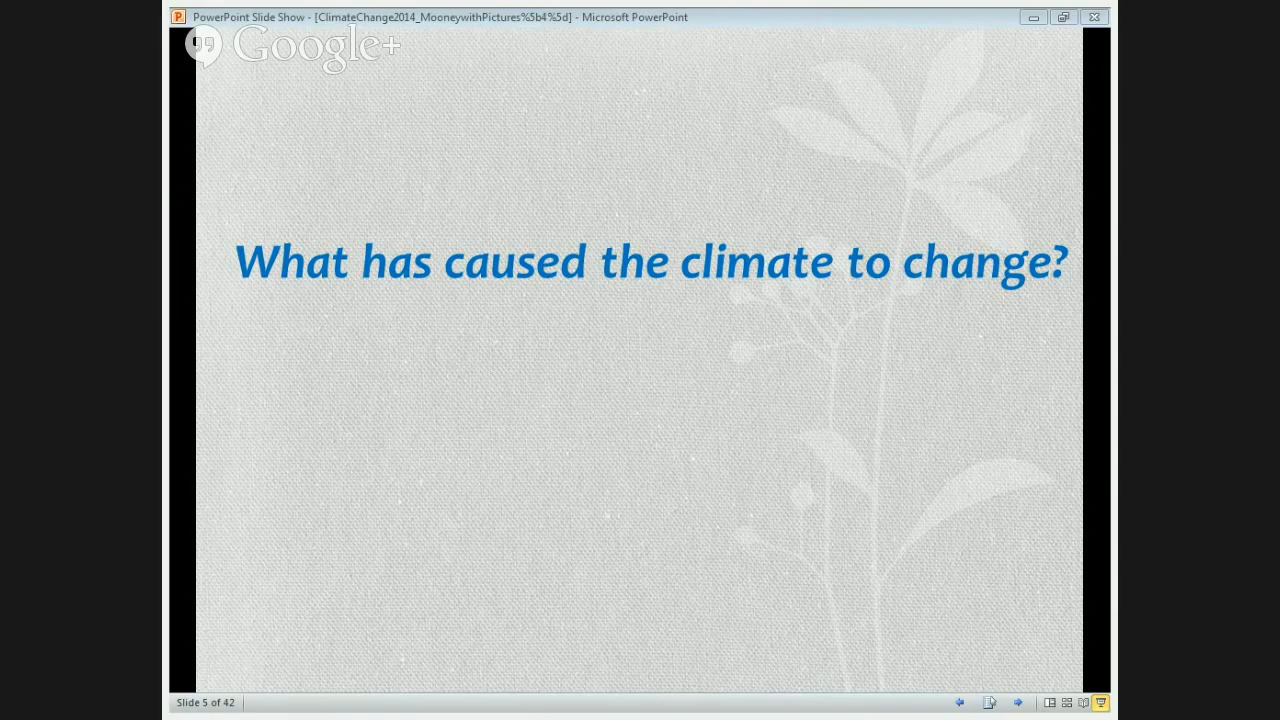 PowerPoint Slide Show - [ClimateChange2014_MooneywithPictures%5b4%5d] - Microsoft PowerPoint
Google+
What has caused the climate to change?
Slide 5 of 42